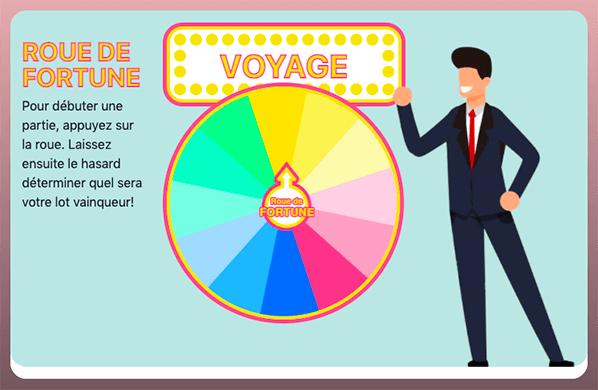 ROUE DE
FORTUNE
Pour débuter une
partie, appuyez sur
la roue. Laissez
ensuite le hasard
déterminer quel sera
votre lot vainqueur!
VOYAGE
Roue de
FORTUNE